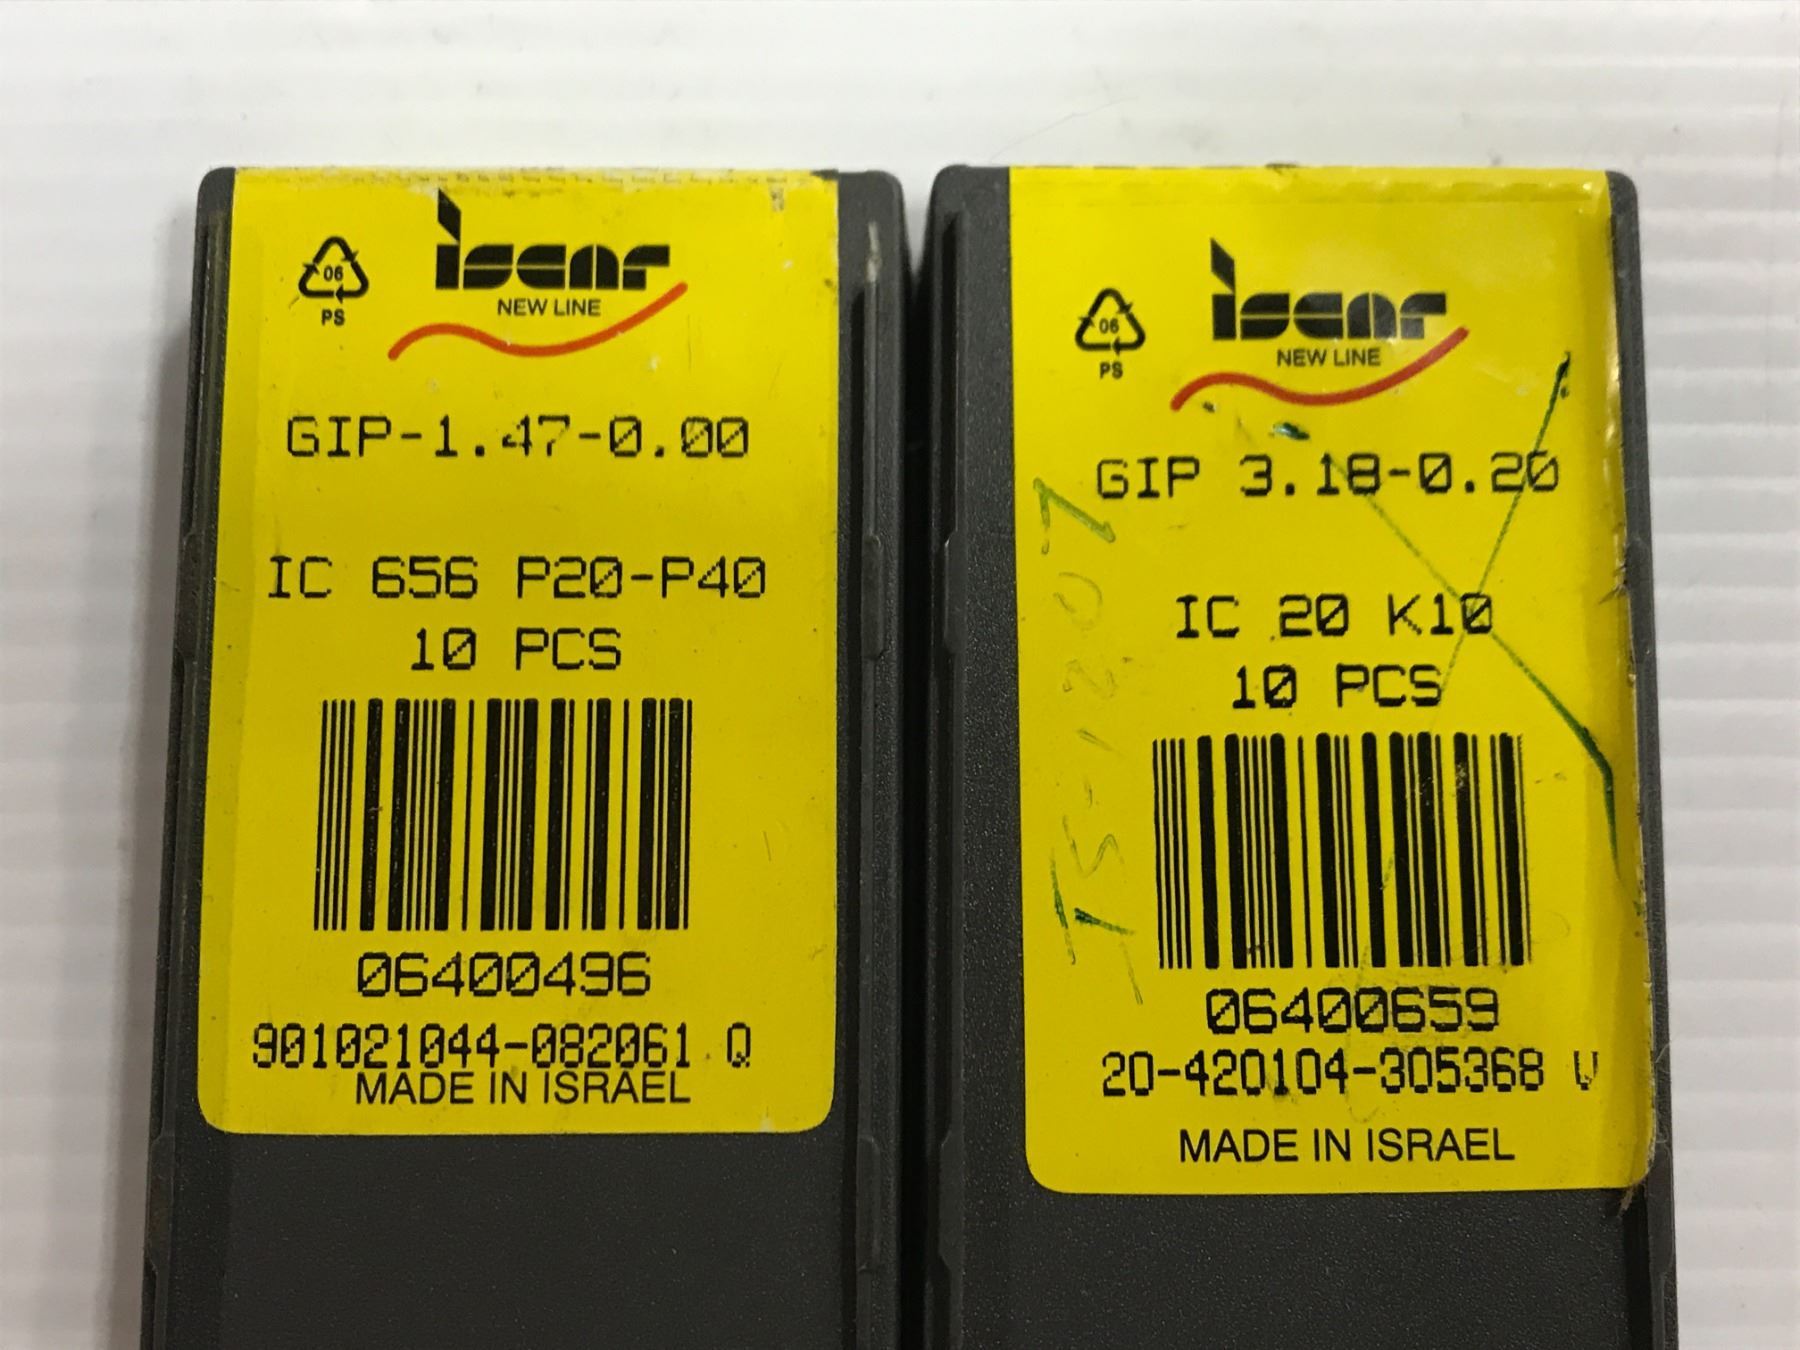 06
PS
iscar
NEW LINE
GIP-1.47-0.00
IC 656 P20-P40
10 PCS
06400496
901021044-082061 Q
MADE IN ISRAEL
06
PS
iscar
NEW LINE
GIP 3.18-0.20
IC 20 K10
10 PCS
06400659
20-420104-305368 V
MADE IN ISRAEL
TS-1207